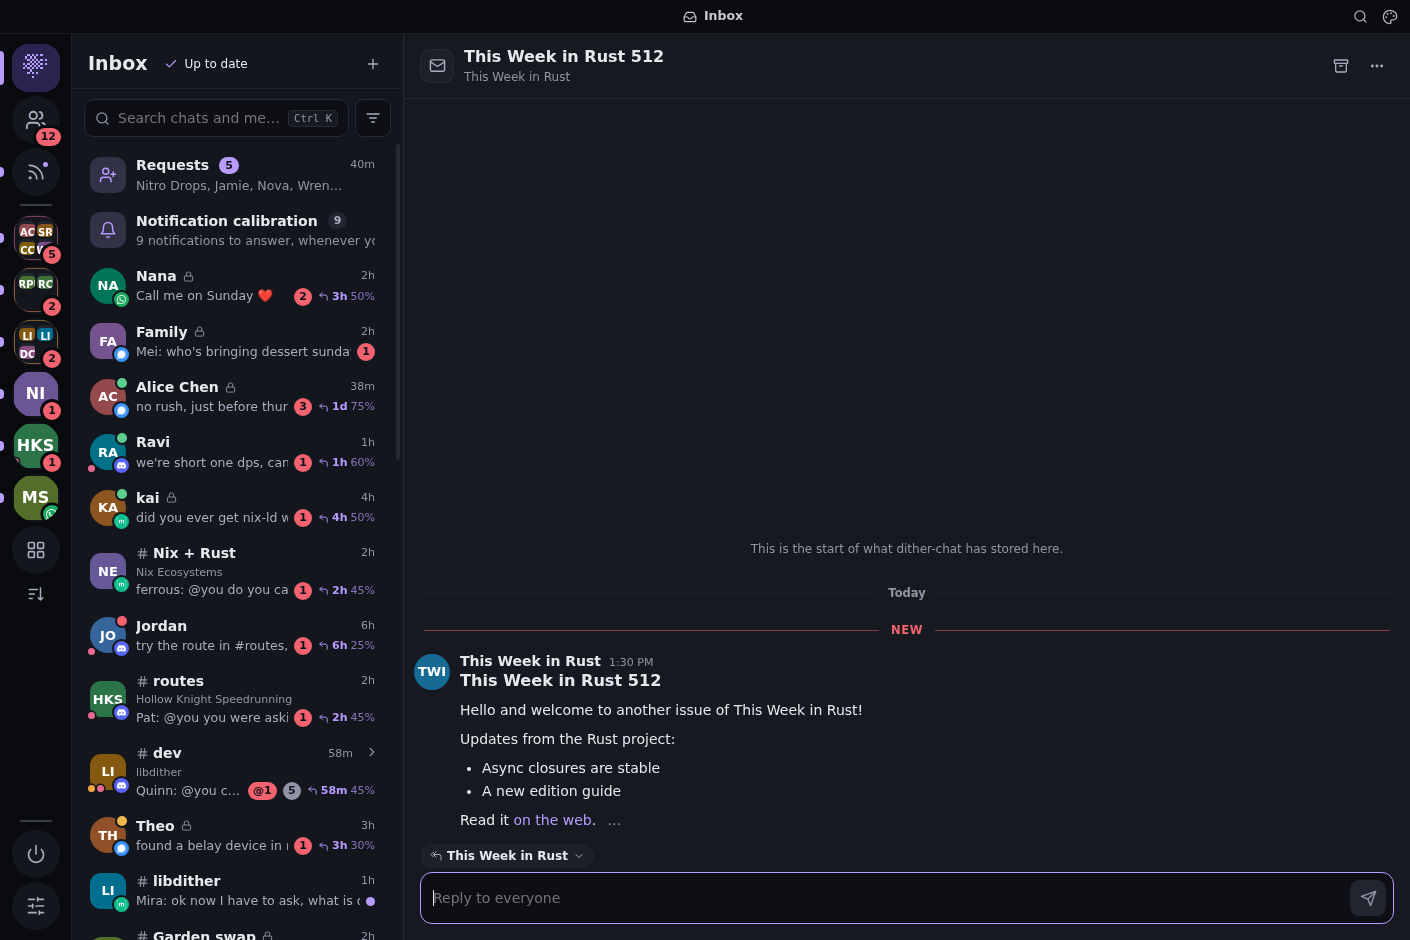 Inbox
Inbox
Up to date
Search chats and me…
Ctrl K
12
AC
SR
CC
5
RP
RC
2
LI
LI
DC
2
NI
1
HKS
1
MS
Requests
5
40m
Nitro Drops, Jamie, Nova, Wren…
Notification calibration
9
9 notifications to answer, whenever yo
NA
Nana
2h
Call me on Sunday ❤️
2
3h 50%
FA
Family
2h
Mei: who's bringing dessert sunda
1
AC
Alice Chen
38m
no rush, just before thur
3
1d 75%
RA
Ravi
1h
we're short one dps, can
1
1h 60%
KA
kai
4h
did you ever get nix-ld w
1
4h 50%
NE
# Nix + Rust
2h
Nix Ecosystems
ferrous: @you do you ca
1
2h 45%
JO
Jordan
6h
try the route in #routes,
1
6h 25%
HKS
# routes
2h
Hollow Knight Speedrunning
Pat: @you you were aski
1
2h 45%
LI
# dev
58m
libdither
Quinn: @you c…
@1
5
58m 45%
TH
Theo
3h
found a belay device in
1
3h 30%
LI
# libdither
1h
Mira: ok now I have to ask, what is
# Garden swap
2h
This Week in Rust 512
This Week in Rust
This is the start of what dither-chat has stored here.
Today
NEW
TWI
This Week in Rust 1:30 PM
This Week in Rust 512
Hello and welcome to another issue of This Week in Rust!
Updates from the Rust project:
• Async closures are stable
• A new edition guide
Read it on the web. …
This Week in Rust
Reply to everyone